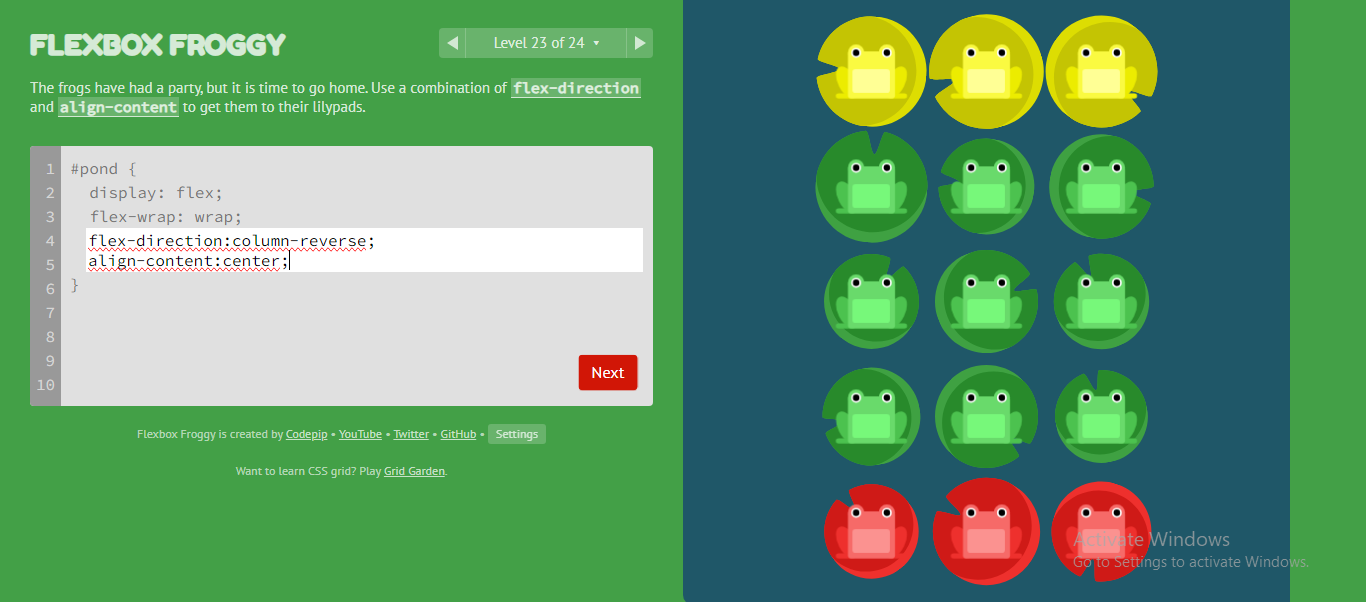 FLEXBOX FROGGY
◀ Level 23 of 24 ▾ ▶
The frogs have had a party, but it is time to go home. Use a combination of flex-direction
and align-content to get them to their lilypads.
1 #pond {
2 display: flex;
3 flex-wrap: wrap;
4 flex-direction:column-reverse;
5 align-content:center;
6 }
7
8
9
10
Next
Flexbox Froggy is created by Codepip • YouTube • Twitter • GitHub • Settings
Want to learn CSS grid? Play Grid Garden.
Activate Windows
Go to Settings to activate Windows.